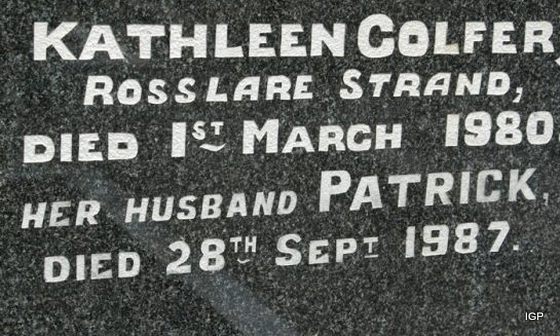 KATHLEEN COLFER,
ROSSLARE STRAND,
DIED 1ST MARCH 1980
HER HUSBAND PATRICK,
DIED 28TH SEPT 1987.
IGP